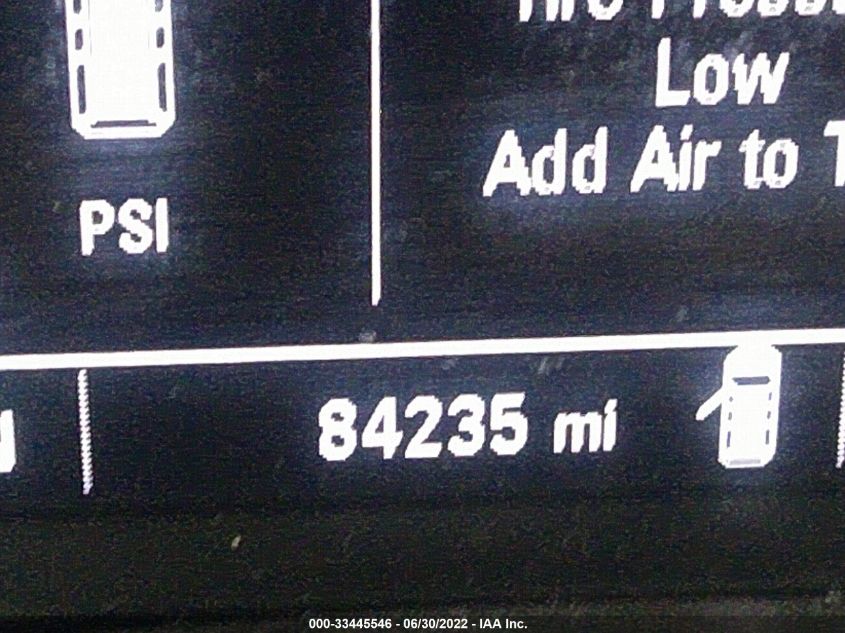 Low
Add Air to
PSI
84235 mi
000-33445546 - 06/30/2022 - IAA Inc.